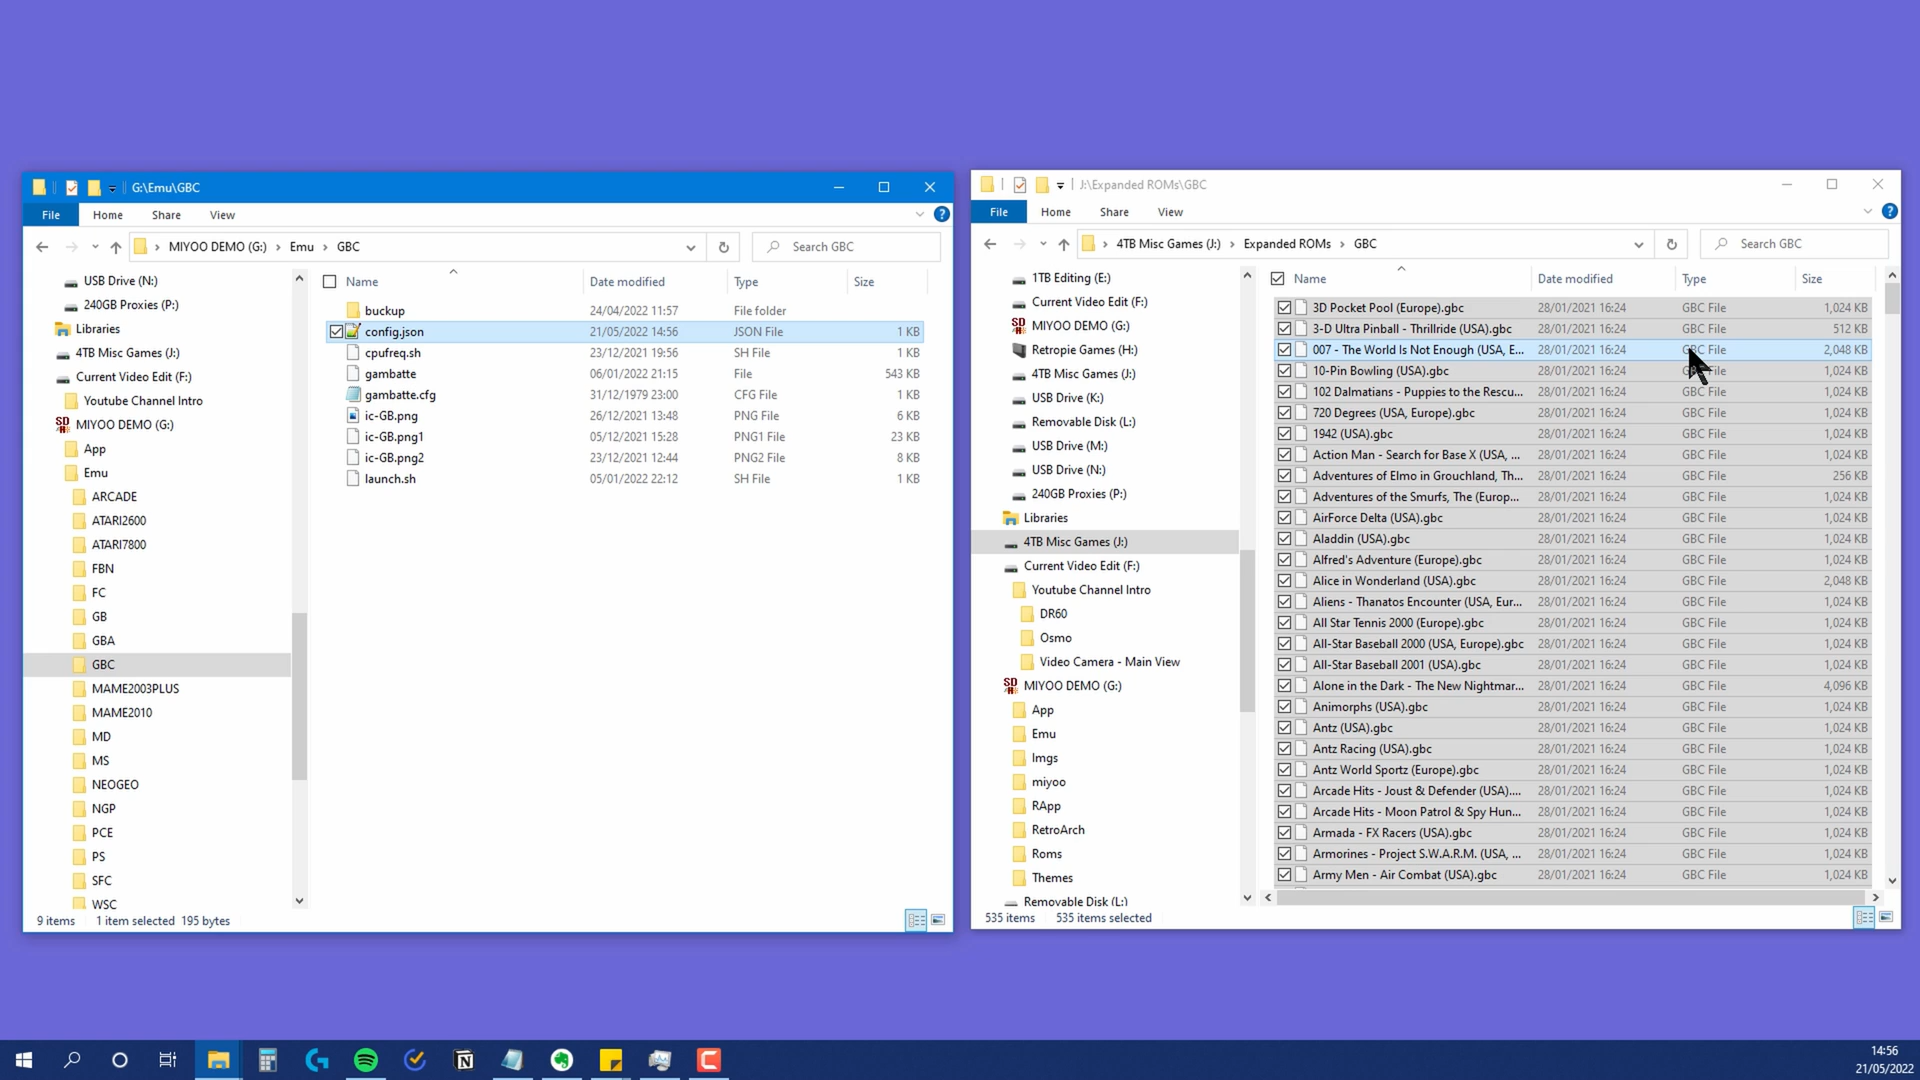 G:\Emu\GBC
File Home Share View
MIYOO DEMO (G:) Emu GBC
Search GBC
USB Drive (N:)
240GB Proxies (P:)
Libraries
4TB Misc Games (J:)
Current Video Edit (F:)
Youtube Channel Intro
MIYOO DEMO (G:)
App
Emu
ARCADE
ATARI2600
ATARI7800
FBN
FC
GB
GBA
GBC
MAME2003PLUS
MAME2010
MD
MS
NEOGEO
NGP
PCE
PS
SFC
WSC
Name Date modified Type Size
buckup 24/04/2022 11:57 File folder
config.json 21/05/2022 14:56 JSON File 1 KB
cpufreq.sh 23/12/2021 19:56 SH File 1 KB
gambatte 06/01/2022 21:15 File 543 KB
gambatte.cfg 31/12/1979 23:00 CFG File 1 KB
ic-GB.png 26/12/2021 13:48 PNG File 6 KB
ic-GB.png1 05/12/2021 15:28 PNG1 File 23 KB
ic-GB.png2 23/12/2021 12:44 PNG2 File 8 KB
launch.sh 05/01/2022 22:12 SH File 1 KB
9 items 1 item selected 195 bytes
J:\Expanded ROMs\GBC
File Home Share View
4TB Misc Games (J:) Expanded ROMs GBC
Search GBC
1TB Editing (E:)
Current Video Edit (F:)
MIYOO DEMO (G:)
Retropie Games (H:)
4TB Misc Games (J:)
USB Drive (K:)
Removable Disk (L:)
USB Drive (M:)
USB Drive (N:)
240GB Proxies (P:)
Libraries
4TB Misc Games (J:)
Current Video Edit (F:)
Youtube Channel Intro
DR60
Osmo
Video Camera - Main View
MIYOO DEMO (G:)
App
Emu
Imgs
miyoo
RApp
RetroArch
Roms
Themes
Removable Disk (L:)
Name Date modified Type Size
3D Pocket Pool (Europe).gbc 28/01/2021 16:24 GBC File 1,024 KB
3-D Ultra Pinball - Thrillride (USA).gbc 28/01/2021 16:24 GBC File 512 KB
007 - The World Is Not Enough (USA, E... 28/01/2021 16:24 GBC File 2,048 KB
10-Pin Bowling (USA).gbc 28/01/2021 16:24 GBC File 1,024 KB
102 Dalmatians - Puppies to the Rescu... 28/01/2021 16:24 GBC File 1,024 KB
720 Degrees (USA, Europe).gbc 28/01/2021 16:24 GBC File 1,024 KB
1942 (USA).gbc 28/01/2021 16:24 GBC File 1,024 KB
Action Man - Search for Base X (USA, ... 28/01/2021 16:24 GBC File 1,024 KB
Adventures of Elmo in Grouchland, Th... 28/01/2021 16:24 GBC File 256 KB
Adventures of the Smurfs, The (Europ... 28/01/2021 16:24 GBC File 1,024 KB
AirForce Delta (USA).gbc 28/01/2021 16:24 GBC File 1,024 KB
Aladdin (USA).gbc 28/01/2021 16:24 GBC File 1,024 KB
Alfred's Adventure (Europe).gbc 28/01/2021 16:24 GBC File 1,024 KB
Alice in Wonderland (USA).gbc 28/01/2021 16:24 GBC File 2,048 KB
Aliens - Thanatos Encounter (USA, Eur... 28/01/2021 16:24 GBC File 1,024 KB
All Star Tennis 2000 (Europe).gbc 28/01/2021 16:24 GBC File 1,024 KB
All-Star Baseball 2000 (USA, Europe).gbc 28/01/2021 16:24 GBC File 1,024 KB
All-Star Baseball 2001 (USA).gbc 28/01/2021 16:24 GBC File 1,024 KB
Alone in the Dark - The New Nightmar... 28/01/2021 16:24 GBC File 4,096 KB
Animorphs (USA).gbc 28/01/2021 16:24 GBC File 1,024 KB
Antz (USA).gbc 28/01/2021 16:24 GBC File 1,024 KB
Antz Racing (USA).gbc 28/01/2021 16:24 GBC File 1,024 KB
Antz World Sportz (Europe).gbc 28/01/2021 16:24 GBC File 1,024 KB
Arcade Hits - Joust & Defender (USA).... 28/01/2021 16:24 GBC File 1,024 KB
Arcade Hits - Moon Patrol & Spy Hun... 28/01/2021 16:24 GBC File 1,024 KB
Armada - FX Racers (USA).gbc 28/01/2021 16:24 GBC File 1,024 KB
Armorines - Project S.W.A.R.M. (USA, ... 28/01/2021 16:24 GBC File 1,024 KB
Army Men - Air Combat (USA).gbc 28/01/2021 16:24 GBC File 1,024 KB
535 items 535 items selected
14:56
21/05/2022